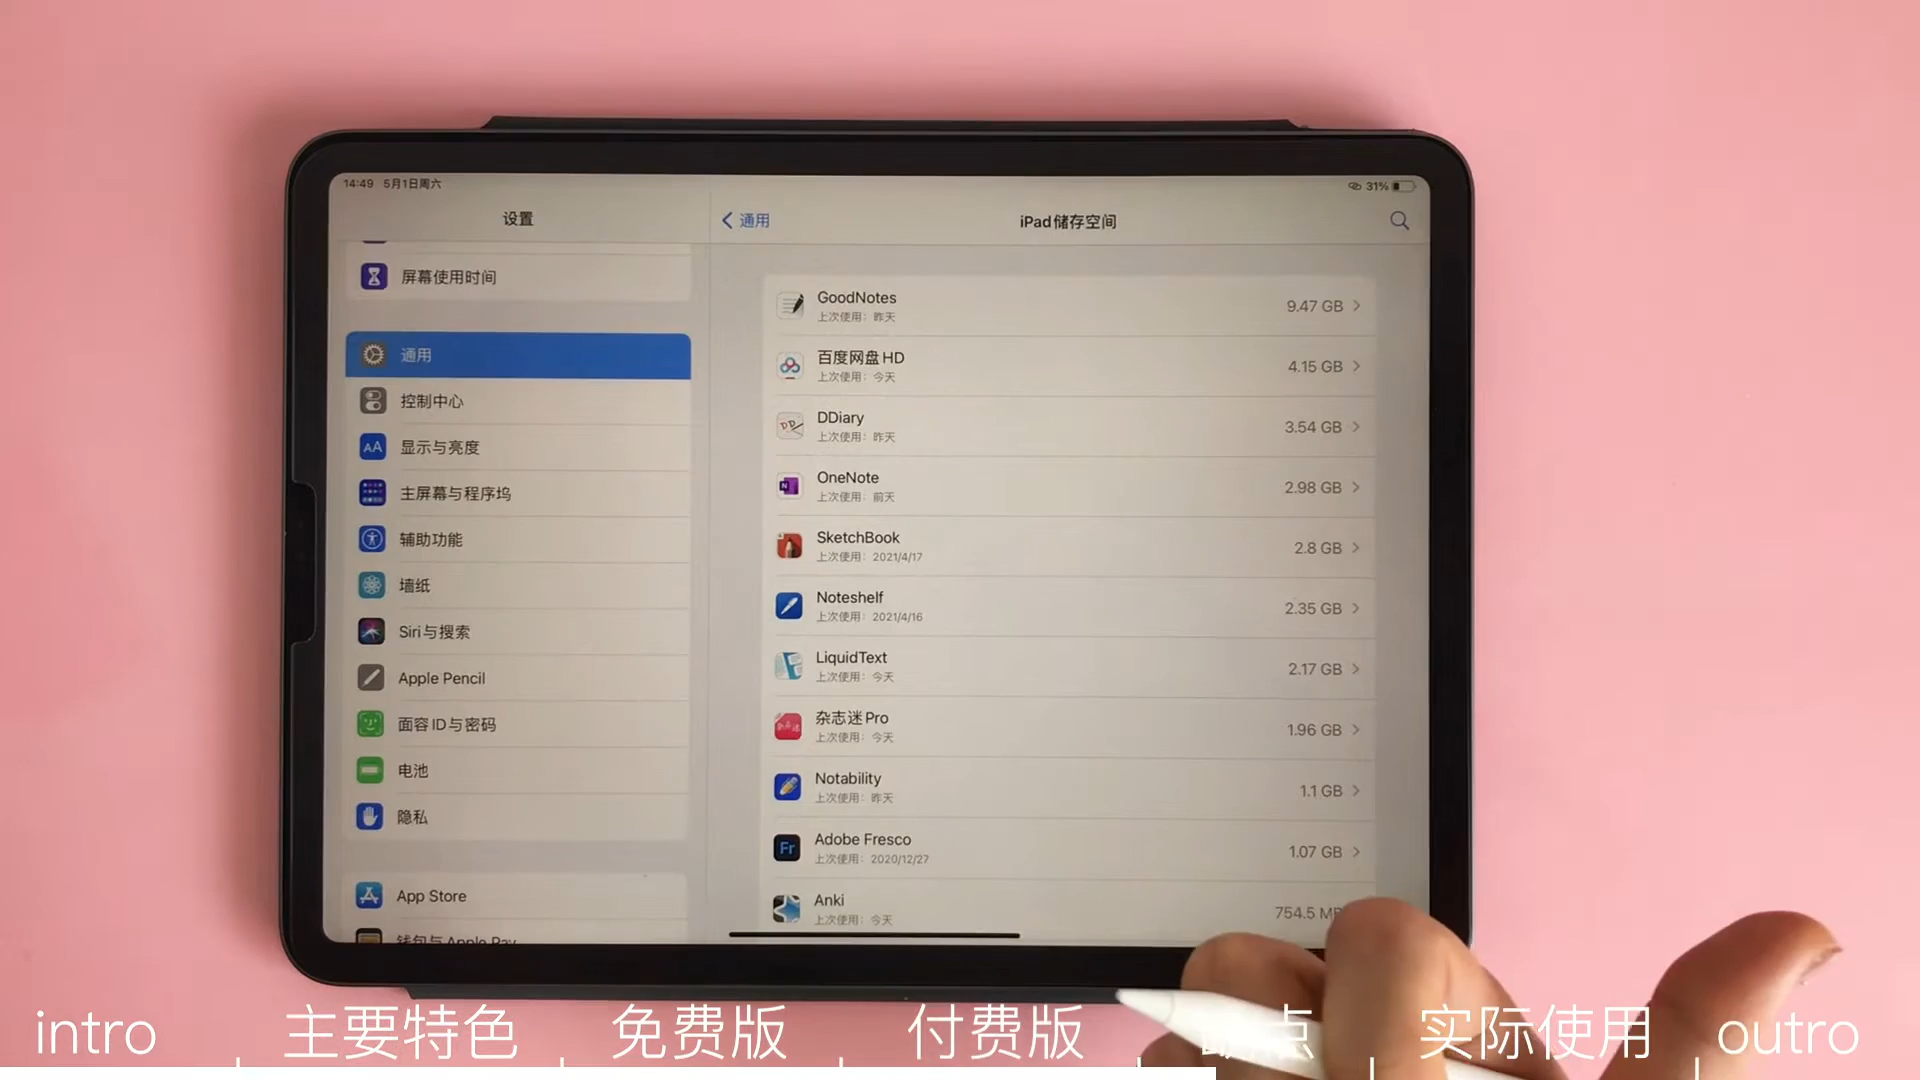 14:49 5月1日周六
31%
设置
通用
iPad储存空间
屏幕使用时间
通用
控制中心
显示与亮度
主屏幕与程序坞
辅助功能
墙纸
Siri与搜索
Apple Pencil
面容ID与密码
电池
隐私
App Store
钱包与 Apple Pay
GoodNotes
上次使用：昨天
9.47 GB
百度网盘HD
上次使用：今天
4.15 GB
DDiary
上次使用：昨天
3.54 GB
OneNote
上次使用：前天
2.98 GB
SketchBook
上次使用：2021/4/17
2.8 GB
Noteshelf
上次使用：2021/4/16
2.35 GB
LiquidText
上次使用：今天
2.17 GB
杂志迷Pro
上次使用：今天
1.96 GB
Notability
上次使用：昨天
1.1 GB
Adobe Fresco
上次使用：2020/12/27
1.07 GB
Anki
上次使用：今天
754.5
intro 主要特色 免费版 付费版 点 实际使用 outro